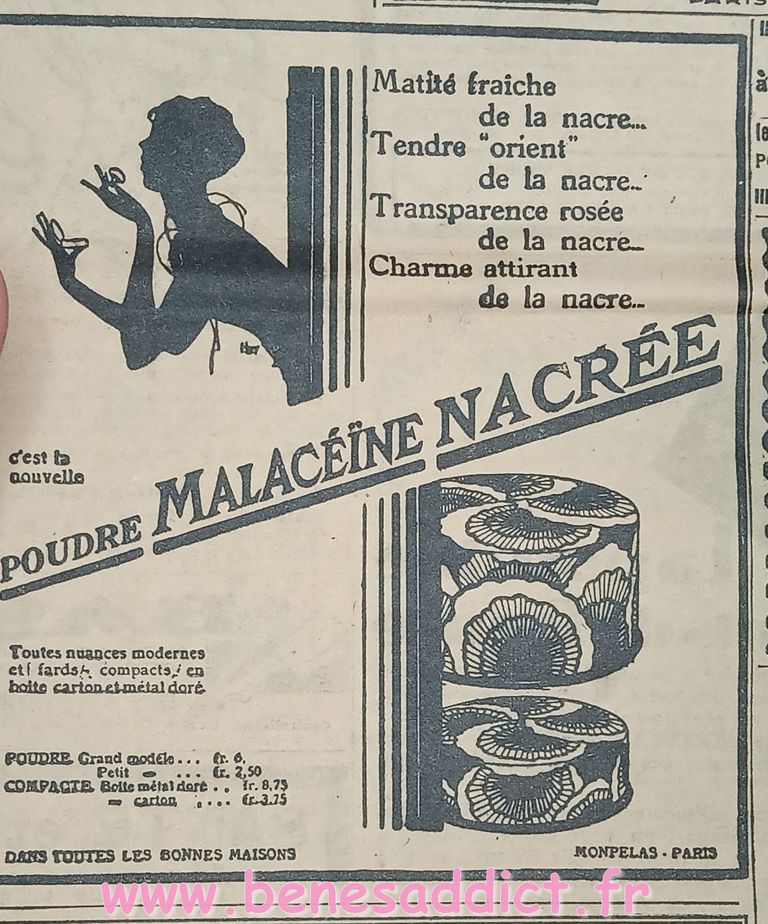 Matité fraiche
de la nacre...
Tendre "orient"
de la nacre...
Transparence rosée
de la nacre...
Charme attirant
de la nacre...
c'est la
nouvelle
POUDRE MALACÉÏNE NACRÉE
Toutes nuances modernes
et fards compacts en
boite carton et métal doré
POUDRE Grand modèle... fr. 6,
Petit — ... fr. 2,50
COMPACTE Boite métal doré.. fr. 8,75
— carton .... fr. 3.75
DANS TOUTES LES BONNES MAISONS
MONPELAS - PARIS
www.benesaddict.fr